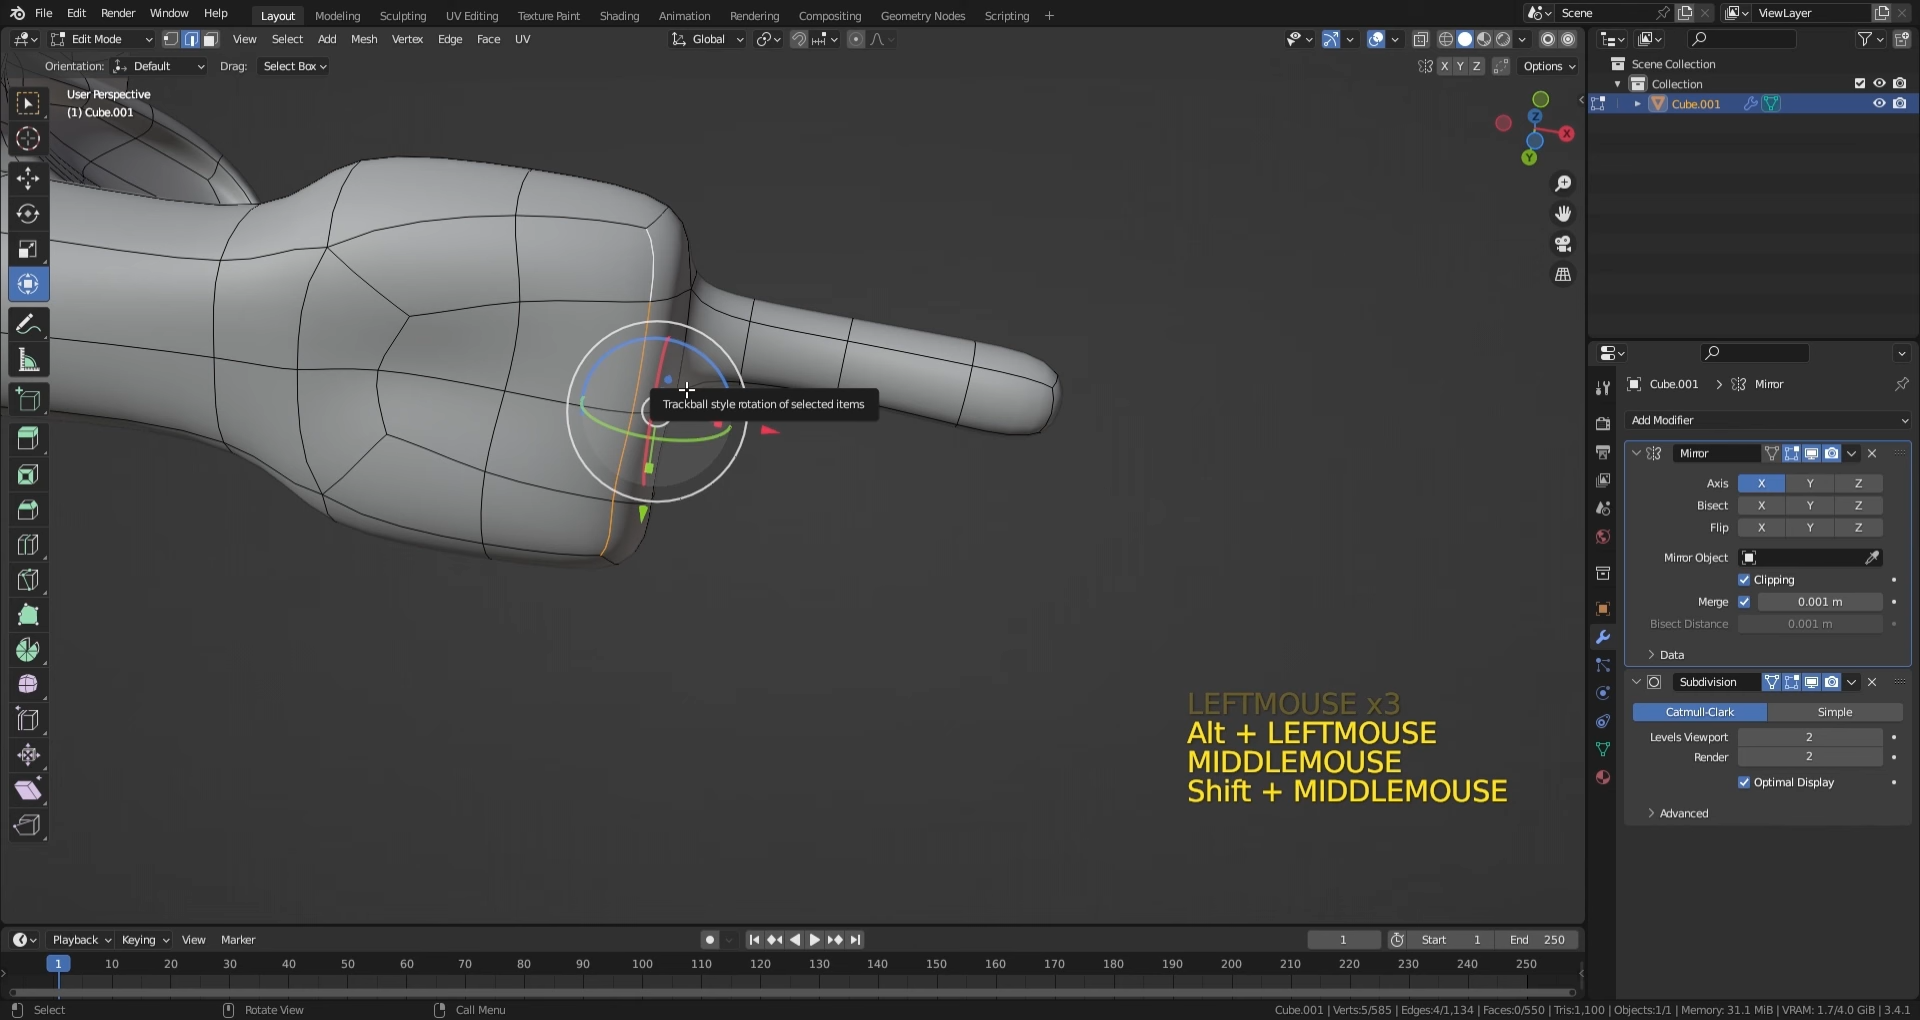 File Edit Render Window Help Layout Modeling Sculpting UV Editing Texture Paint Shading Animation Rendering Compositing Geometry Nodes Scripting + Scene ViewLayer
Edit Mode View Select Add Mesh Vertex Edge Face UV Global
Orientation: Default Drag: Select Box X Y Z Options
Scene Collection
Collection
Cube.001
User Perspective
(1) Cube.001
Z
X
Y
Trackball style rotation of selected items
LEFTMOUSE x3
Alt + LEFTMOUSE
MIDDLEMOUSE
Shift + MIDDLEMOUSE
Cube.001 > Mirror
Add Modifier
Mirror
Axis X Y Z
Bisect X Y Z
Flip X Y Z
Mirror Object
Clipping
Merge 0.001 m
Bisect Distance 0.001 m
> Data
Subdivision
Catmull-Clark Simple
Levels Viewport 2
Render 2
Optimal Display
> Advanced
Playback Keying View Marker 1 Start 1 End 250
1 10 20 30 40 50 60 70 80 90 100 110 120 130 140 150 160 170 180 190 200 210 220 230 240 250
Select Rotate View Call Menu Cube.001 | Verts:5/585 | Edges:4/1,134 | Faces:0/550 | Tris:1,100 | Objects:1/1 | Memory: 31.1 MiB | VRAM: 1.7/4.0 GiB | 3.4.1